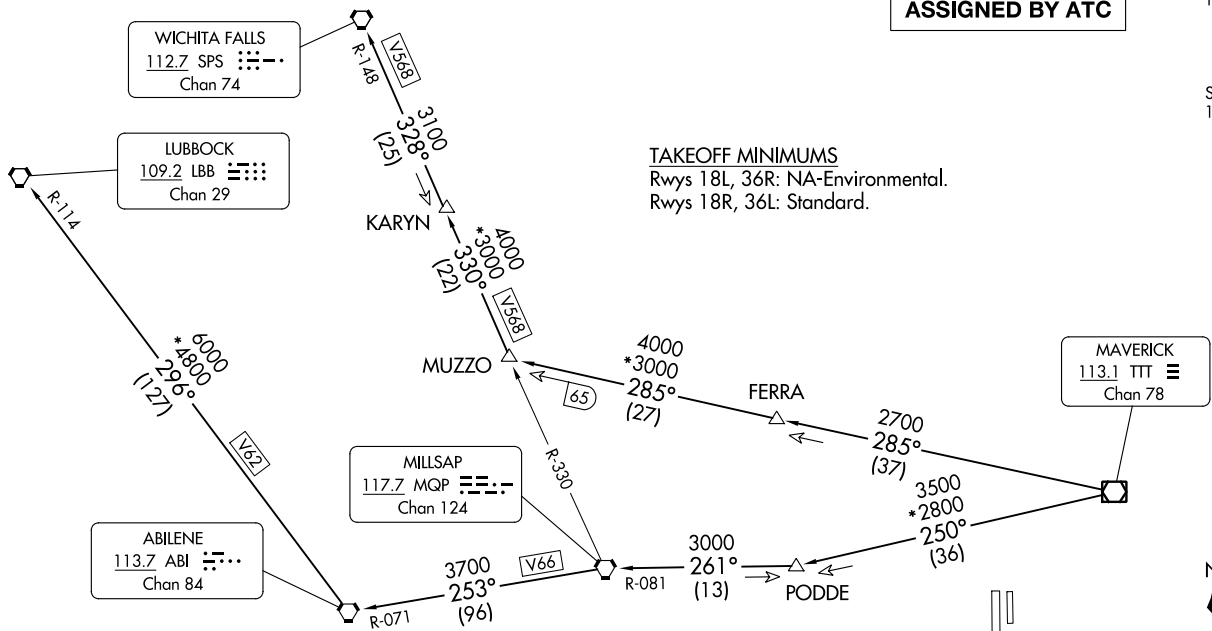 ASSIGNED BY ATC
WICHITA FALLS
112.7 SPS
Chan 74
R-148
V568
3100
328°
(25)
LUBBOCK
109.2 LBB
Chan 29
R-114
TAKEOFF MINIMUMS
Rwys 18L, 36R: NA-Environmental.
Rwys 18R, 36L: Standard.
KARYN
4000
*3000
330°
(22)
V568
6000
*4800
296°
(127)
V62
MUZZO
65
4000
*3000
285°
(27)
FERRA
2700
285°
(37)
MAVERICK
113.1 TTT
Chan 78
3500
*2800
250°
(36)
R-330
MILLSAP
117.7 MQP
Chan 124
ABILENE
113.7 ABI
Chan 84
R-071
3700
253°
(96)
V66
R-081
3000
261°
(13)
PODDE
S
1
N